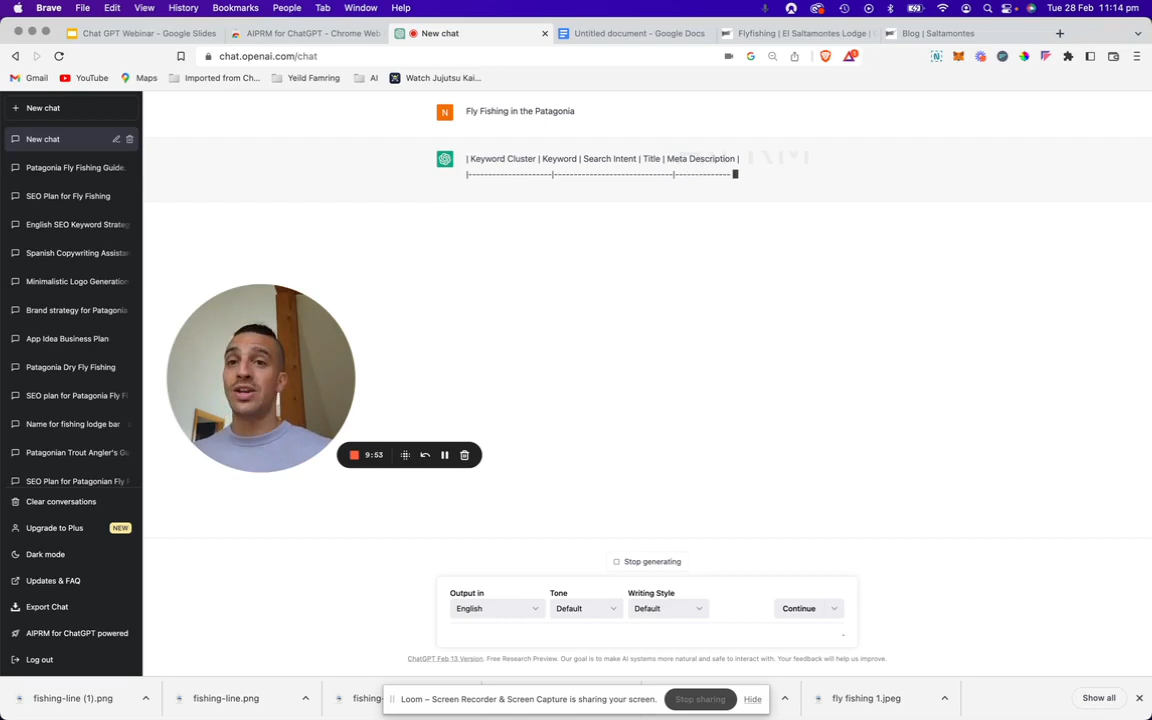 Brave File Edit View History Bookmarks People Tab Window Help Tue 28 Feb 11:14 pm
Chat GPT Webinar - Google Slides
AIPRM for ChatGPT - Chrome Web
New chat
Untitled document - Google Docs
Flyfishing | El Saltamontes Lodge |
Blog | Saltamontes
chat.openai.com/chat
Gmail YouTube Maps Imported from Ch... Yeild Famring AI Watch Jujutsu Kai...
New chat
New chat
Patagonia Fly Fishing Guide.
SEO Plan for Fly Fishing
English SEO Keyword Strateg
Spanish Copywriting Assistan
Minimalistic Logo Generation
Brand strategy for Patagonia
App Idea Business Plan
Patagonia Dry Fly Fishing
SEO plan for Patagonia Fly Fi
Name for fishing lodge bar
Patagonian Trout Angler's Gu
SEO Plan for Patagonian Fly F
Clear conversations
Upgrade to Plus NEW
Dark mode
Updates & FAQ
Export Chat
AIPRM for ChatGPT powered
Log out
N Fly Fishing in the Patagonia
| Keyword Cluster | Keyword | Search Intent | Title | Meta Description |
|----------------------|-------------------------------|---------------
9:53
Stop generating
Output in Tone Writing Style
English Default Default Continue
ChatGPT Feb 13 Version. Free Research Preview. Our goal is to make AI systems more natural and safe to interact with. Your feedback will help us improve.
fishing-line (1).png
fishing-line.png
fishing-
Loom – Screen Recorder & Screen Capture is sharing your screen.
Stop sharing
Hide
fly fishing 1.jpeg
Show all